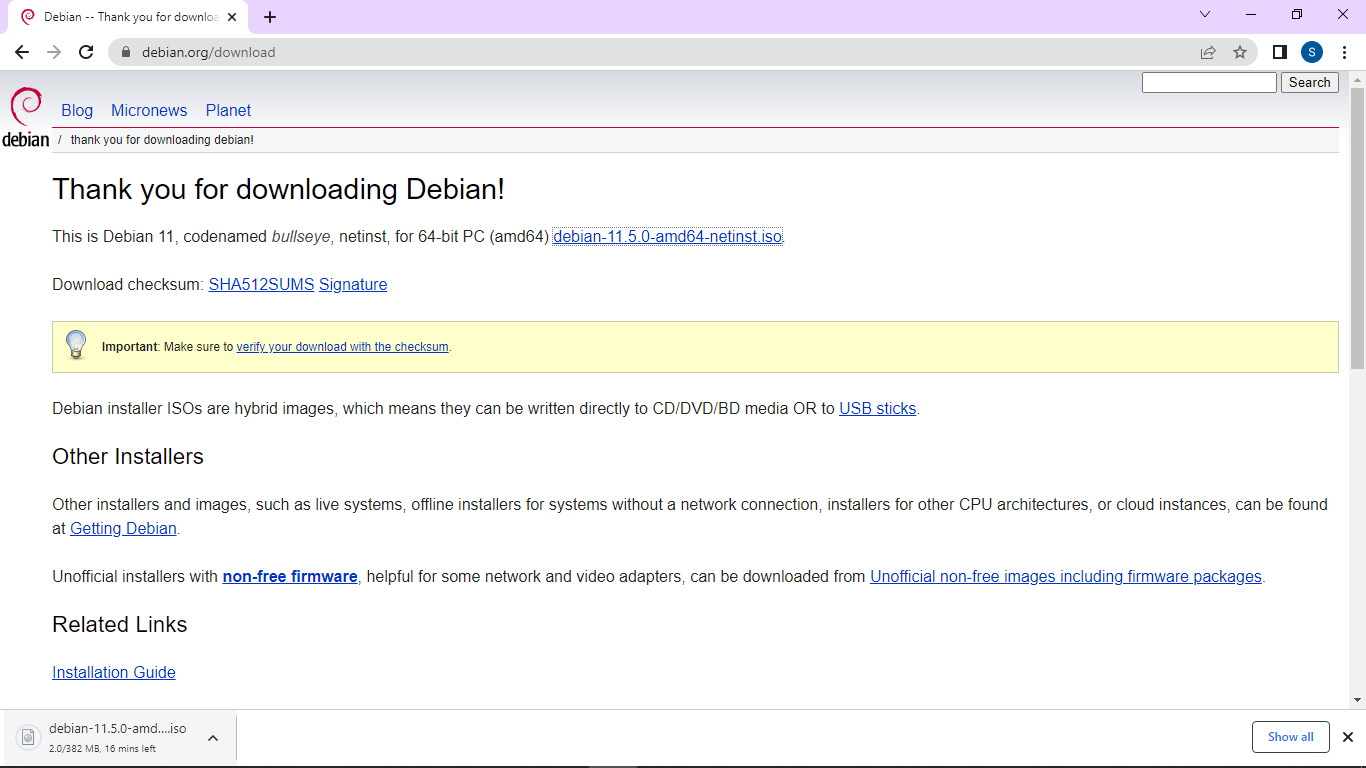 Debian -- Thank you for downloa
debian.org/download
S
Search
debian
Blog Micronews Planet
/ thank you for downloading debian!
Thank you for downloading Debian!
This is Debian 11, codenamed bullseye, netinst, for 64-bit PC (amd64) debian-11.5.0-amd64-netinst.iso.
Download checksum: SHA512SUMS Signature
Important: Make sure to verify your download with the checksum.
Debian installer ISOs are hybrid images, which means they can be written directly to CD/DVD/BD media OR to USB sticks.
Other Installers
Other installers and images, such as live systems, offline installers for systems without a network connection, installers for other CPU architectures, or cloud instances, can be found
at Getting Debian.
Unofficial installers with non-free firmware, helpful for some network and video adapters, can be downloaded from Unofficial non-free images including firmware packages.
Related Links
Installation Guide
debian-11.5.0-amd....iso
2.0/382 MB, 16 mins left
Show all